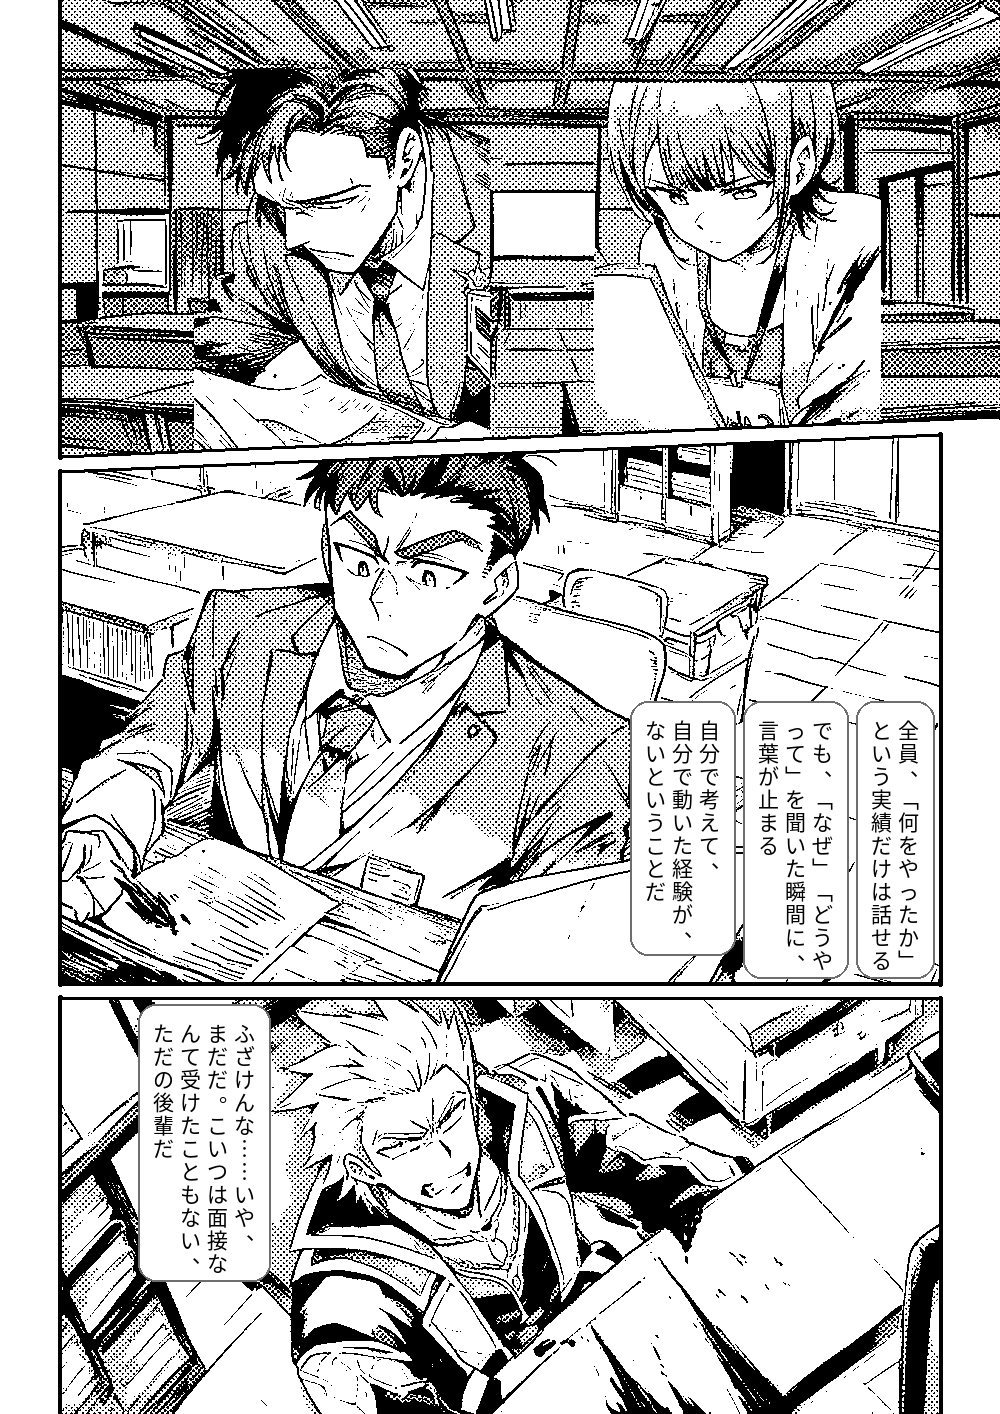 全員、「何をやったか」
という実績だけは話せる
でも、「なぜ」「どうや
って」を聞いた瞬間に、
言葉が止まる
自分で考えて、
自分で動いた経験が、
ないということだ
ふざけんな……いや、
まだだ。こいつは面接な
んて受けたこともない、
ただの後輩だ